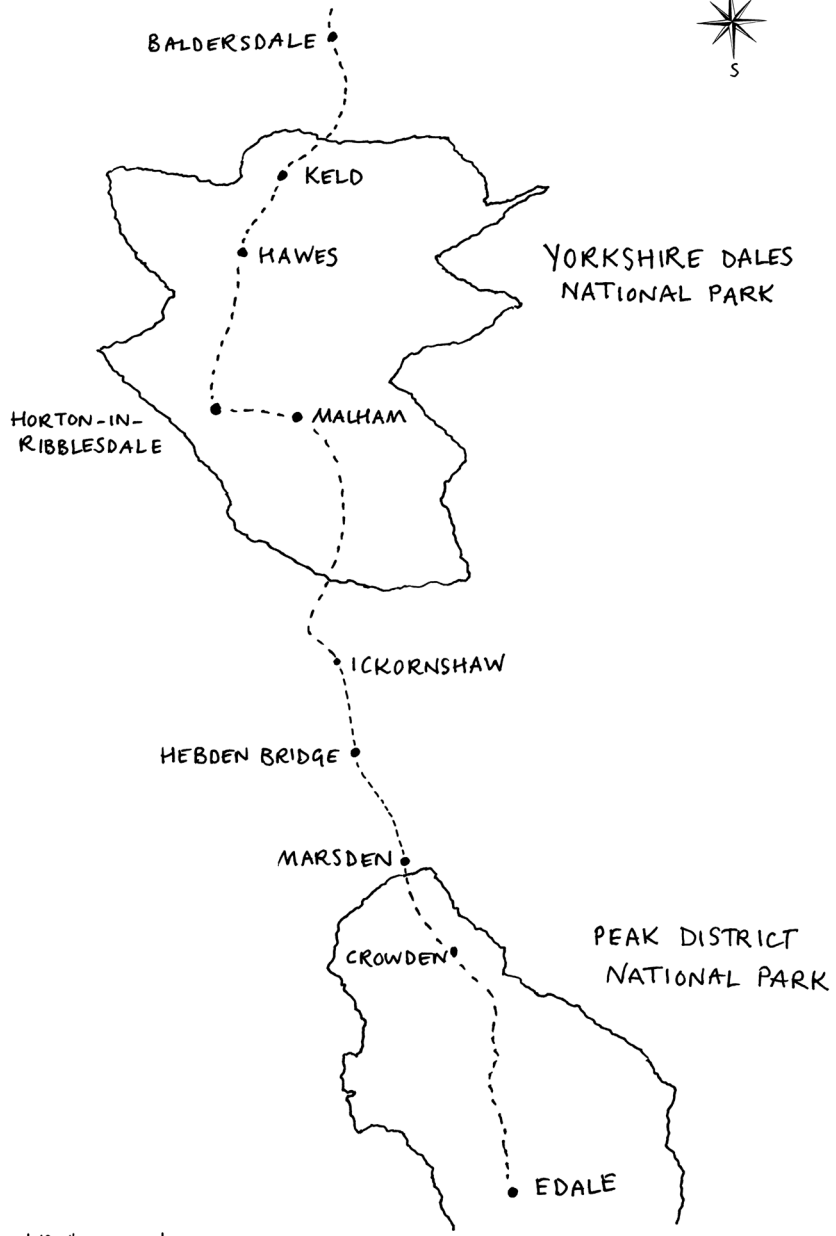 BALDERSDALE
S
KELD
HAWES
YORKSHIRE DALES
NATIONAL PARK
HORTON-IN-
RIBBLESDALE
MALHAM
ICKORNSHAW
HEBDEN BRIDGE
MARSDEN
PEAK DISTRICT
NATIONAL PARK
CROWDEN
EDALE